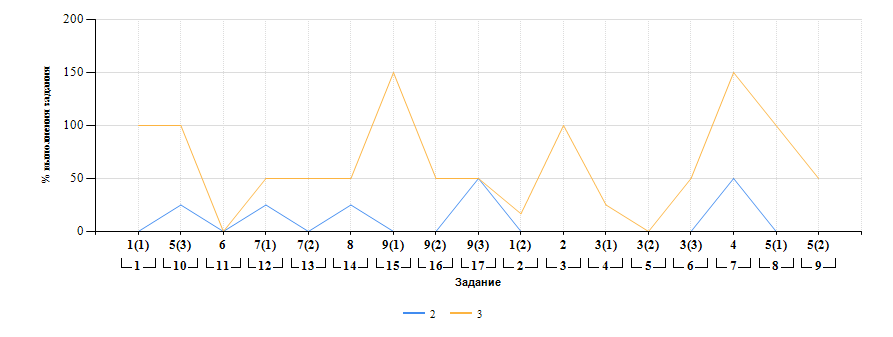 200
150
100
50
0
% выполнения задания
1(1) 5(3) 6 7(1) 7(2) 8 9(1) 9(2) 9(3) 1(2) 2 3(1) 3(2) 3(3) 4 5(1) 5(2)
1 10 11 12 13 14 15 16 17 2 3 4 5 6 7 8 9
Задание
2 3